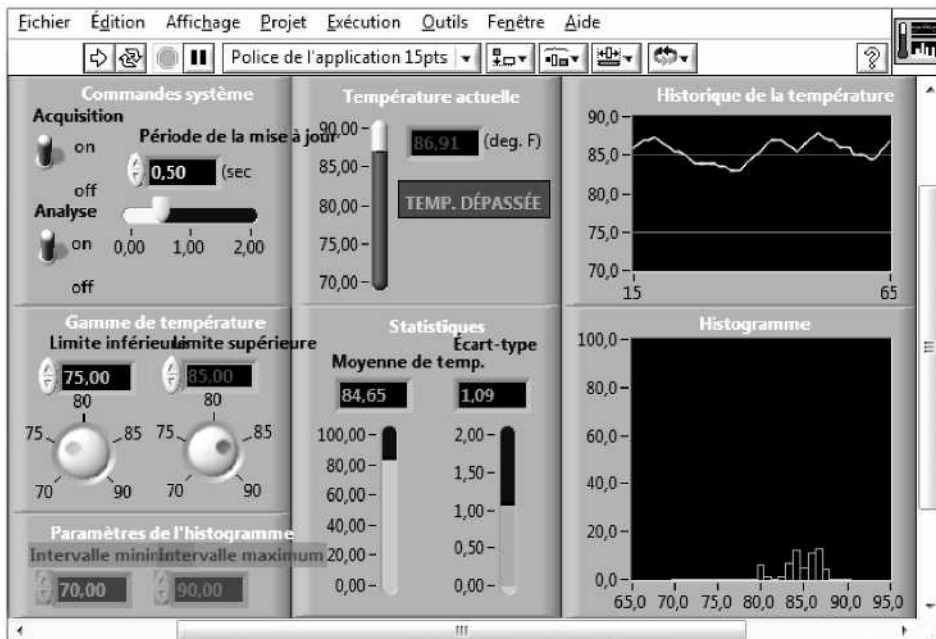 Fichier Édition Affichage Projet Exécution Outils Fenêtre Aide
Police de l'application 15pts
Commandes système
Acquisition
on
off
Période de la mise à jour
0,50 (sec
Analyse
on
off
0,00 1,00 2,00
Température actuelle
90,00
85,00
80,00
75,00
70,00
86,91 (deg. F)
TEMP. DÉPASSÉE
Historique de la température
90,0
85,0
80,0
75,0
70,0
15 65
Gamme de température
Limite inférieure Limite supérieure
75,00 85,00
80 80
75 85 75 85
70 90 70 90
Statistiques
Moyenne de temp.
Écart-type
84,65 1,09
100,00 2,00
80,00 1,50
60,00 1,00
40,00 0,50
20,00 0,00
0,00
Histogramme
100,0
80,0
60,0
40,0
20,0
0,0
65,0 70,0 75,0 80,0 85,0 90,0 95,0
Paramètres de l'histogramme
Intervalle minim Intervalle maximum
70,00 90,00